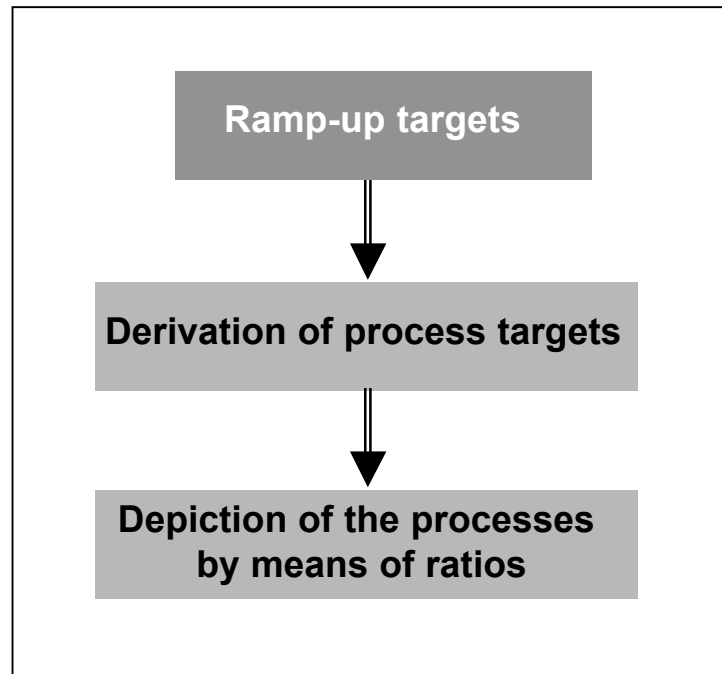 Ramp-up targets
Derivation of process targets
Depiction of the processes
by means of ratios